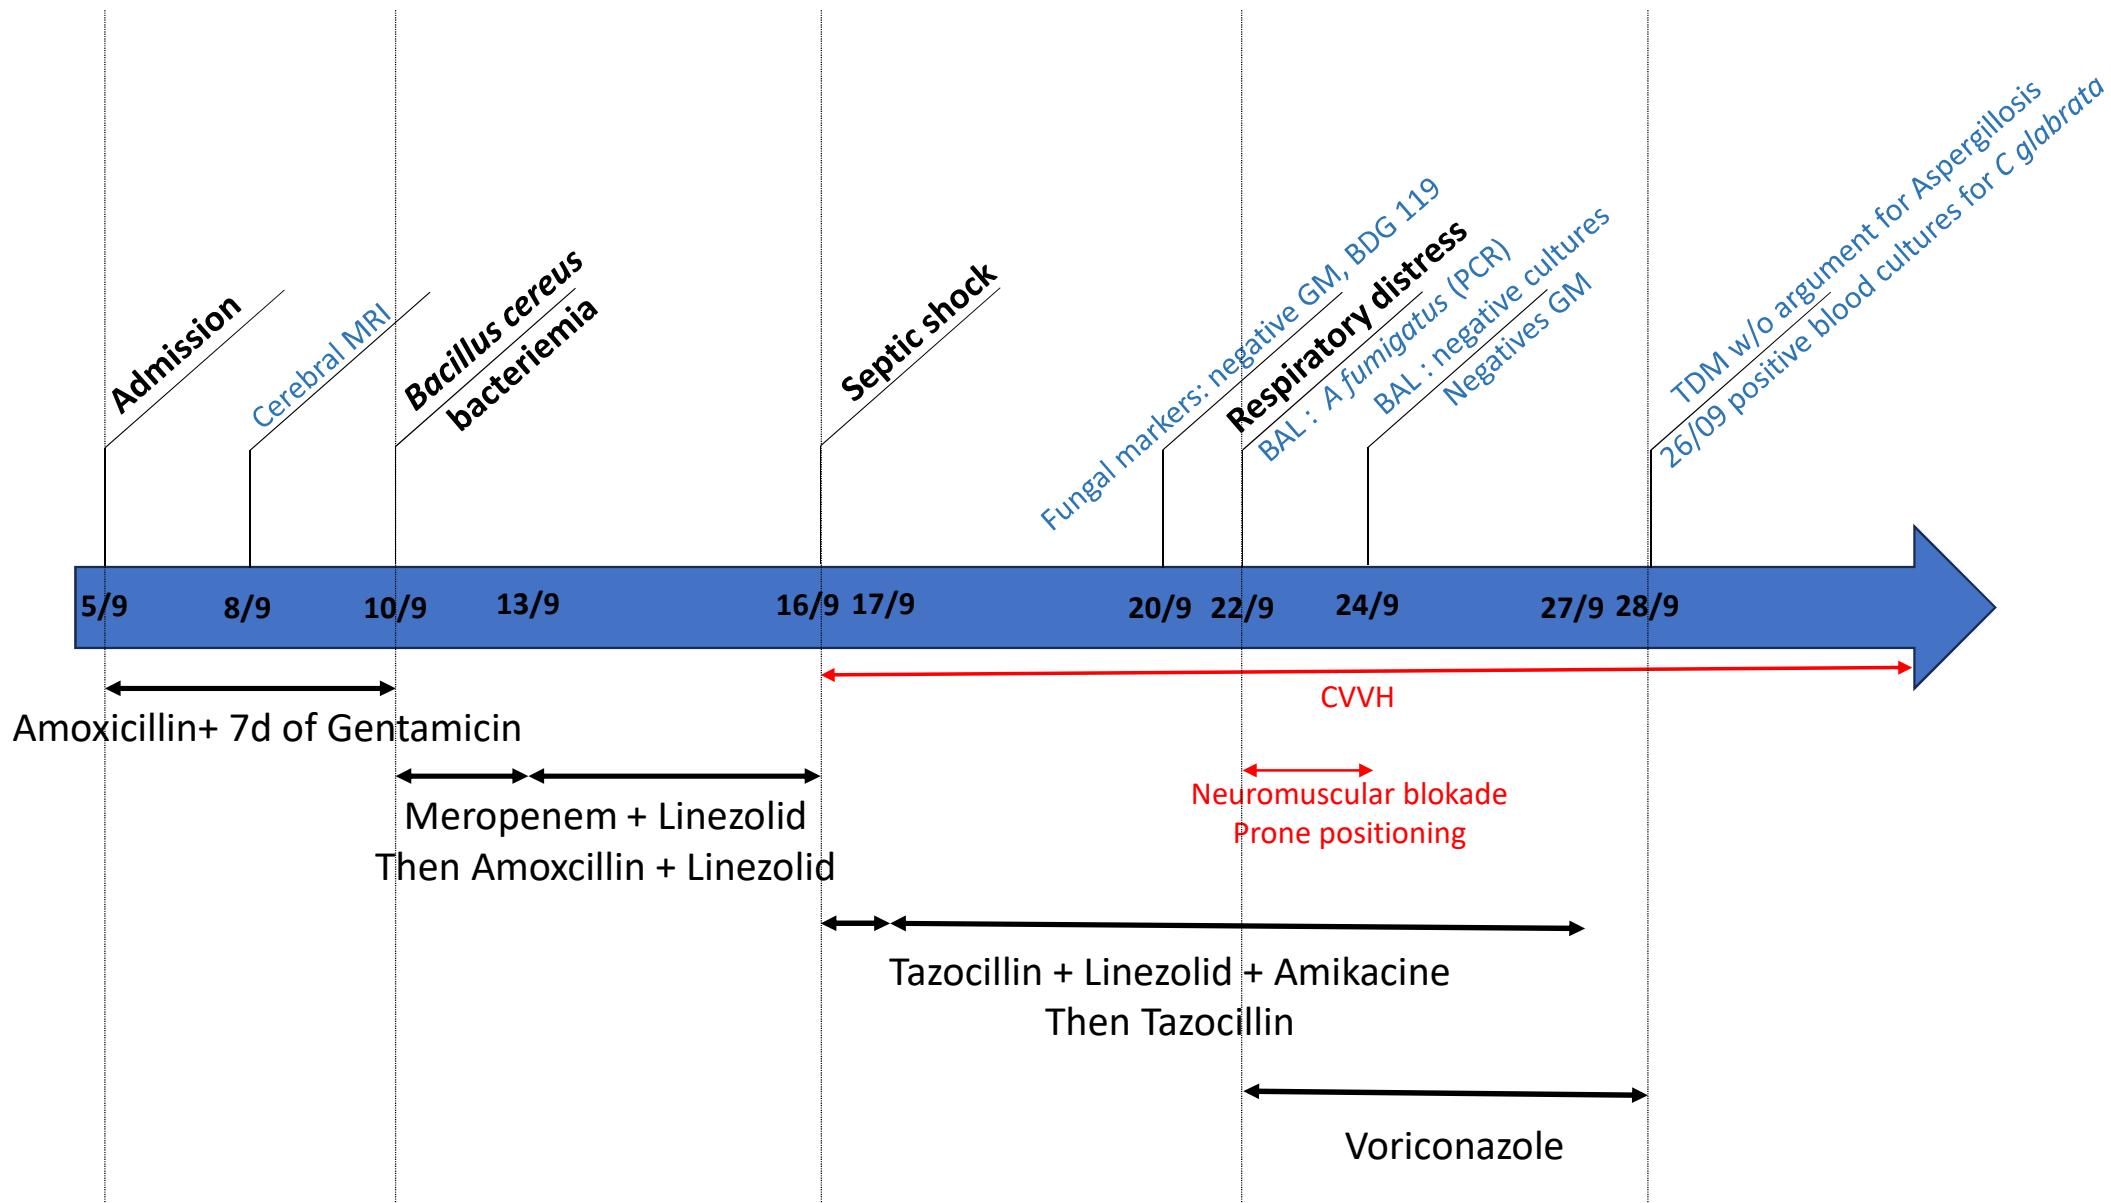 Admission
Cerebral MRI
Bacillus cereus
bacteriemia
Septic shock
Fungal markers: negative GM, BDG 119
Respiratory distress
BAL : A fumigatus (PCR)
BAL : negative cultures
Negatives GM
TDM w/o argument for Aspergillosis
26/09 positive blood cultures for C glabrata
5/9 8/9 10/9 13/9 16/9 17/9 20/9 22/9 24/9 27/9 28/9
CVVH
Amoxicillin+ 7d of Gentamicin
Neuromuscular blokade
Prone positioning
Meropenem + Linezolid
Then Amoxcillin + Linezolid
Tazocillin + Linezolid + Amikacine
Then Tazocillin
Voriconazole